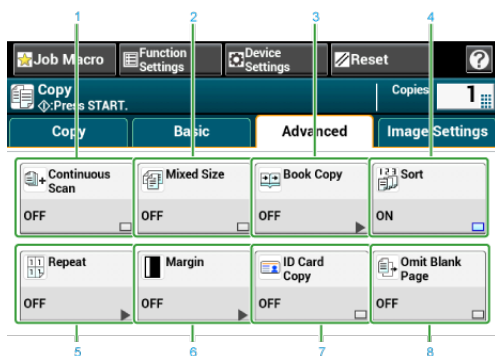 1 2 3 4
Job Macro Function Settings Device Settings Reset ?
Copy Copies 1
:Press START.
Copy Basic Advanced Image Settings
Continuous Scan Mixed Size Book Copy Sort
OFF OFF OFF ON
Repeat Margin ID Card Copy Omit Blank Page
OFF OFF OFF OFF
5 6 7 8